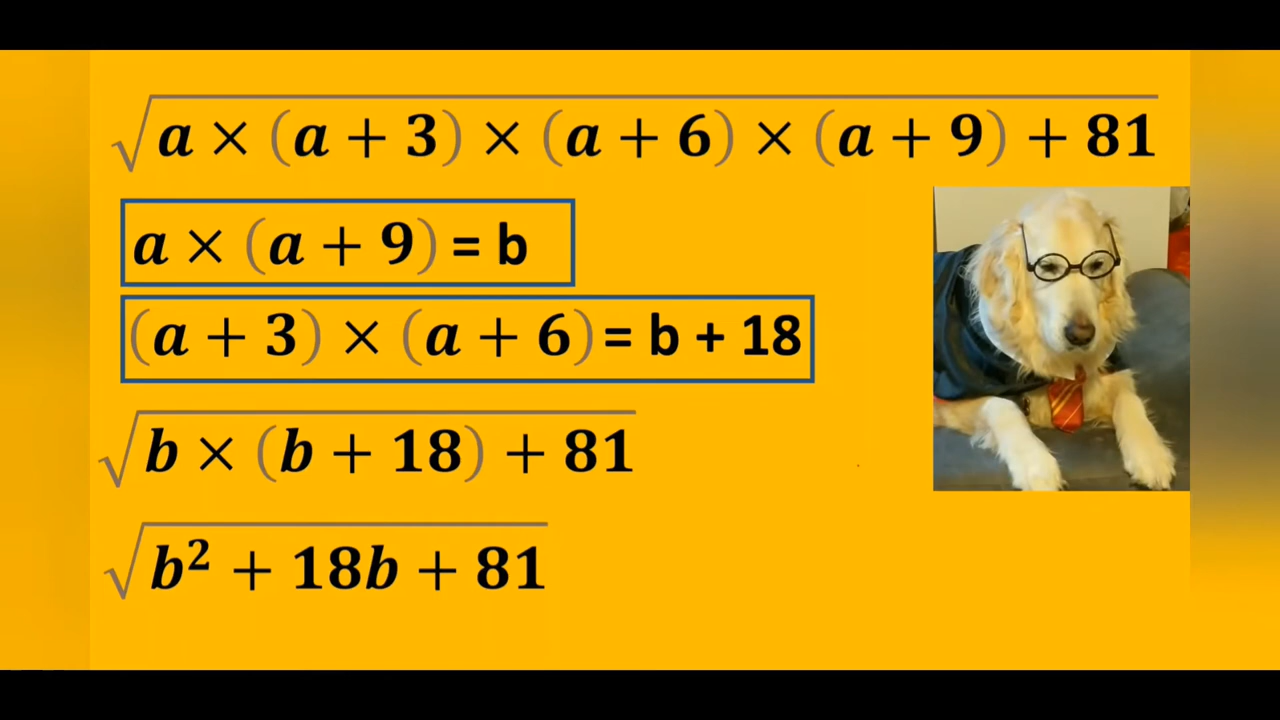 √a × (a + 3) × (a + 6) × (a + 9) + 81
a × (a + 9) = b
(a + 3) × (a + 6) = b + 18
√b × (b + 18) + 81
√b² + 18b + 81